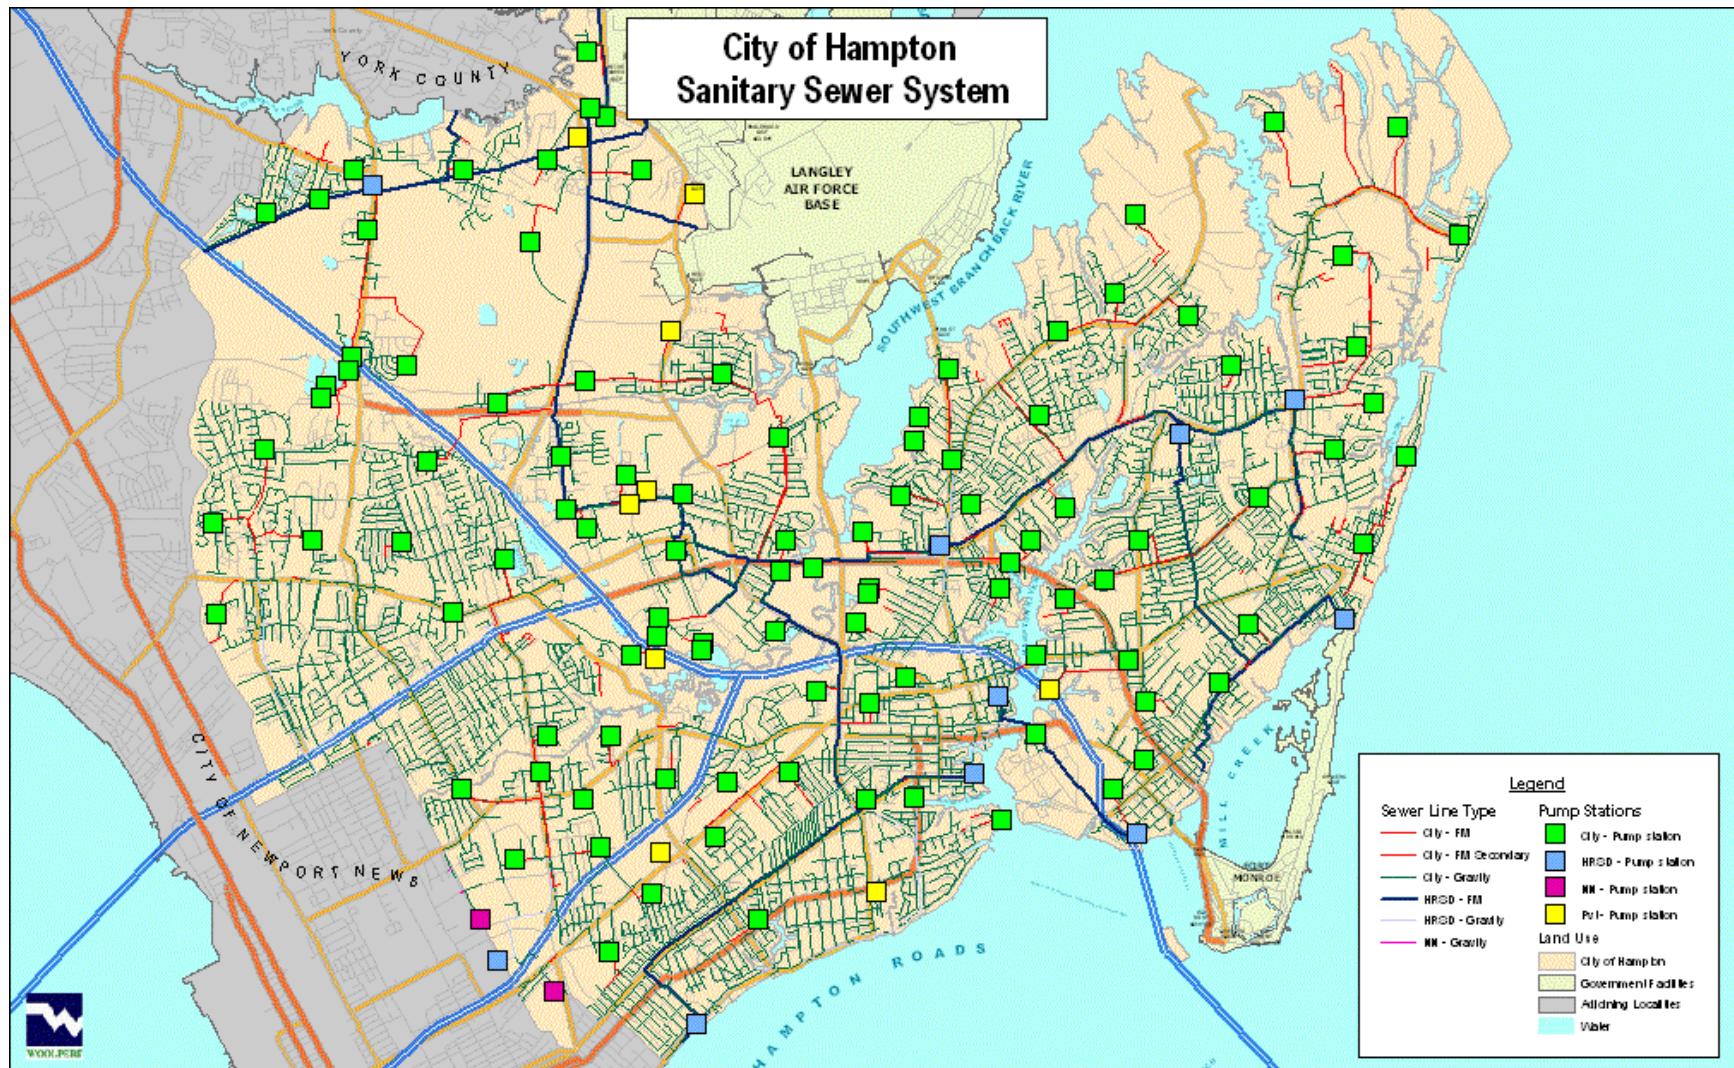 City of Hampton
Sanitary Sewer System
YORK COUNTY
LANGLEY
AIR FORCE
BASE
SOUTHWEST BRANCH BACK RIVER
CITY OF NEWPORT NEWS
MILL CREEK
MONROE
HAMPTON ROADS
WOOLPERT
Legend
Sewer Line Type
City - FM
City - FM Secondary
City - Gravity
HRSD - FM
HRSD - Gravity
NN - Gravity
Pump Stations
City - Pump station
HRSD - Pump station
NN - Pump station
Pvt - Pump station
Land Use
City of Hampton
Government Facilities
Adjoining Localities
Water